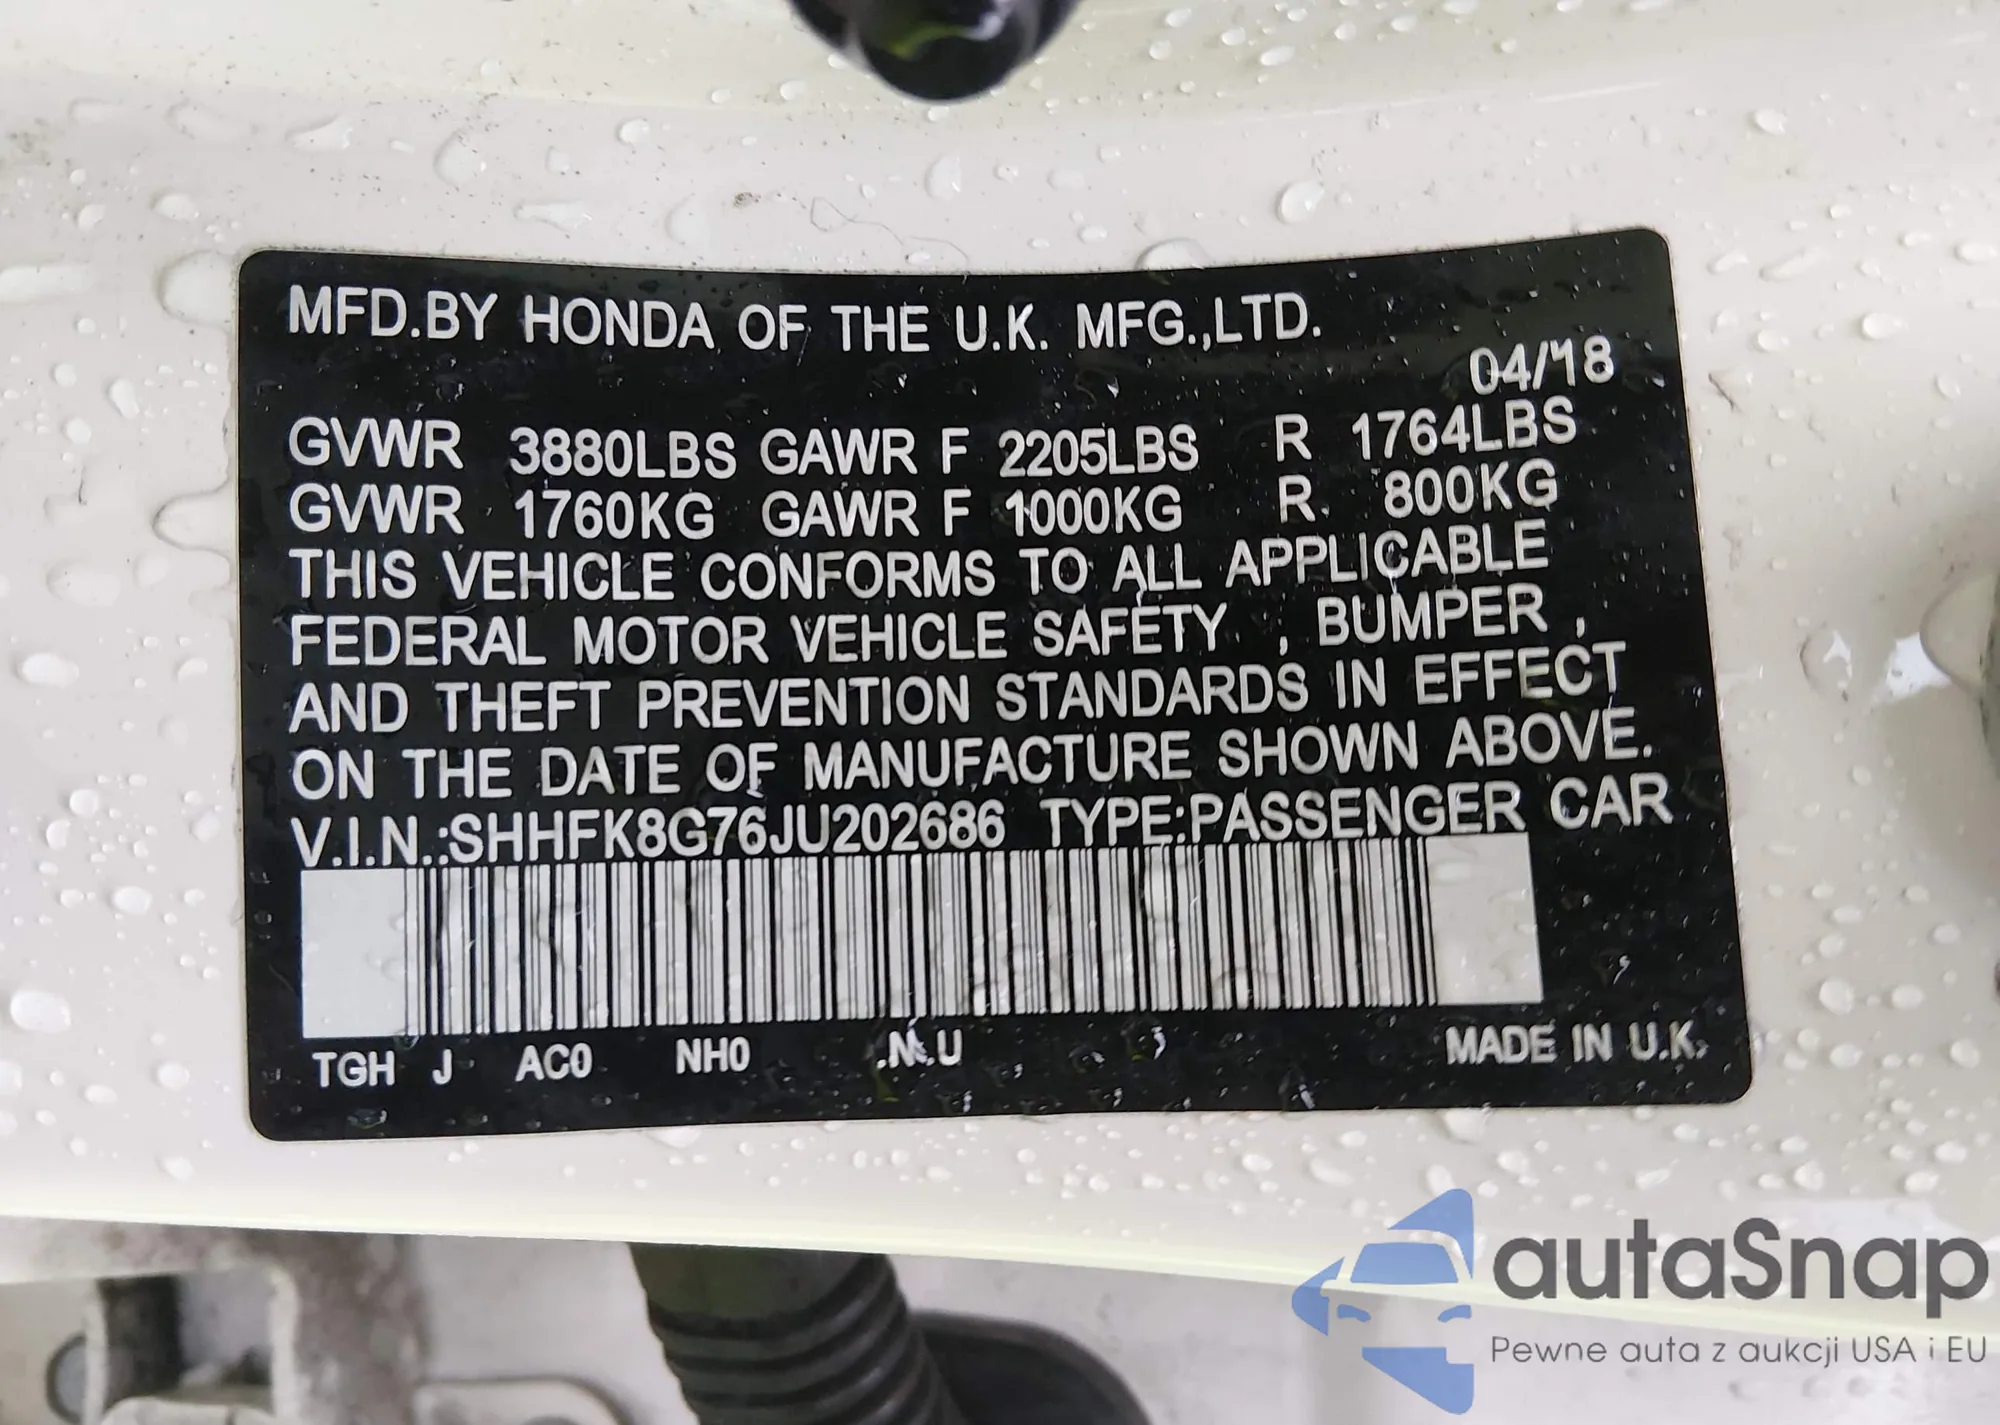 MFD.BY HONDA OF THE U.K. MFG.,LTD.
04/18
GVWR 3880LBS GAWR F 2205LBS R 1764LBS
GVWR 1760KG GAWR F 1000KG R 800KG
THIS VEHICLE CONFORMS TO ALL APPLICABLE
FEDERAL MOTOR VEHICLE SAFETY , BUMPER ,
AND THEFT PREVENTION STANDARDS IN EFFECT
ON THE DATE OF MANUFACTURE SHOWN ABOVE.
V.I.N.:SHHFK8G76JU202686 TYPE:PASSENGER CAR
TGH J AC0 NH0 U MADE IN U.K.
autaSnap
Pewne auta z aukcji USA i EU